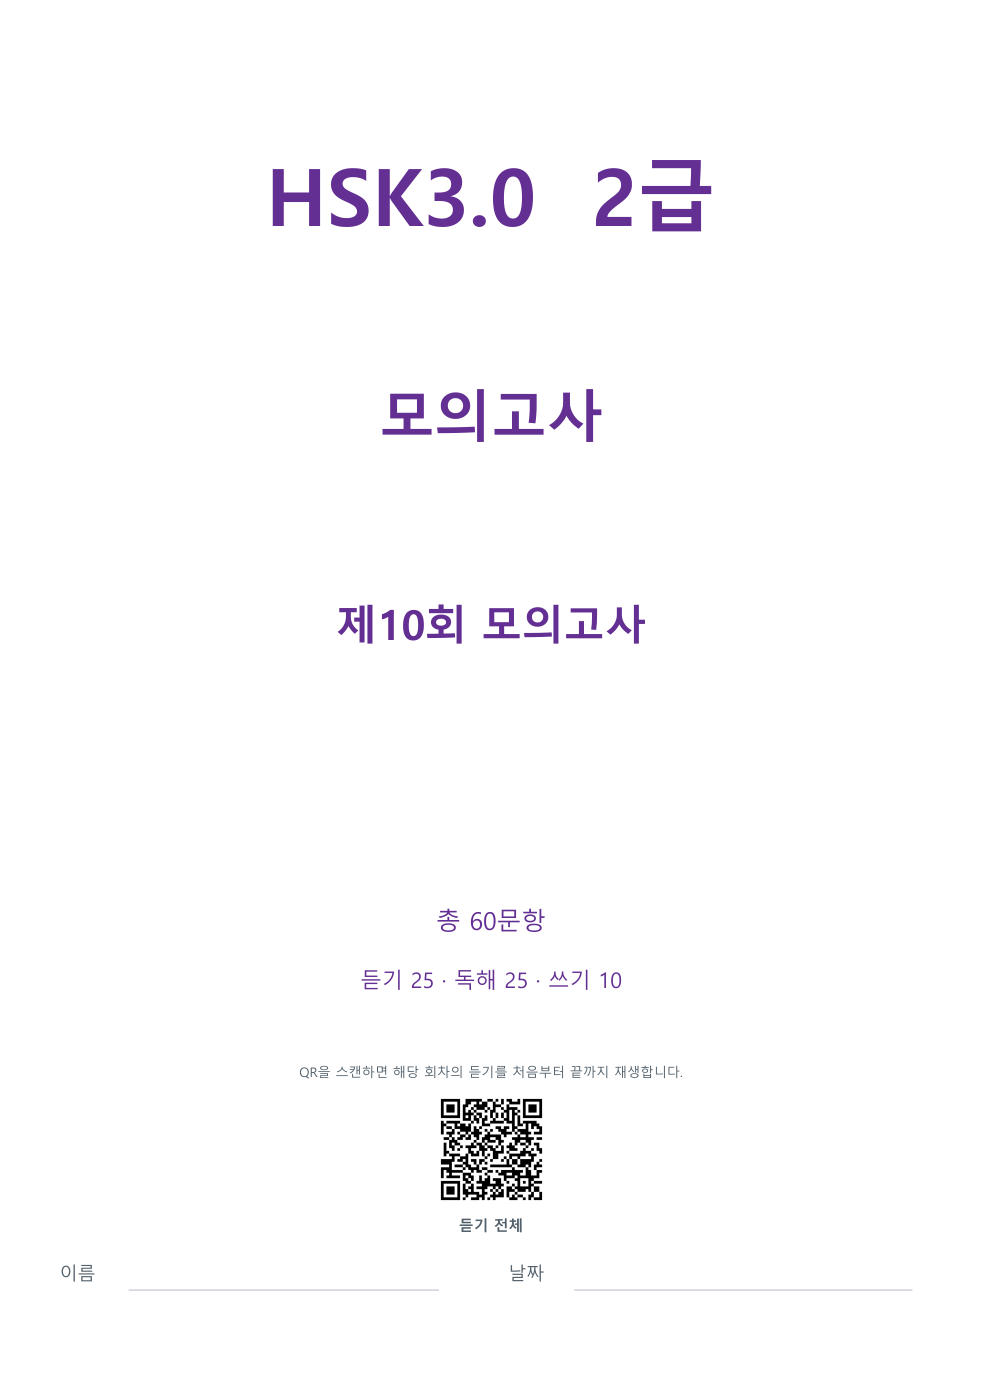 HSK3.0 2급
모의고사
제10회 모의고사
총 60문항
듣기 25 · 독해 25 · 쓰기 10
QR을 스캔하면 해당 회차의 듣기를 처음부터 끝까지 재생합니다.
듣기 전체
이름 날짜